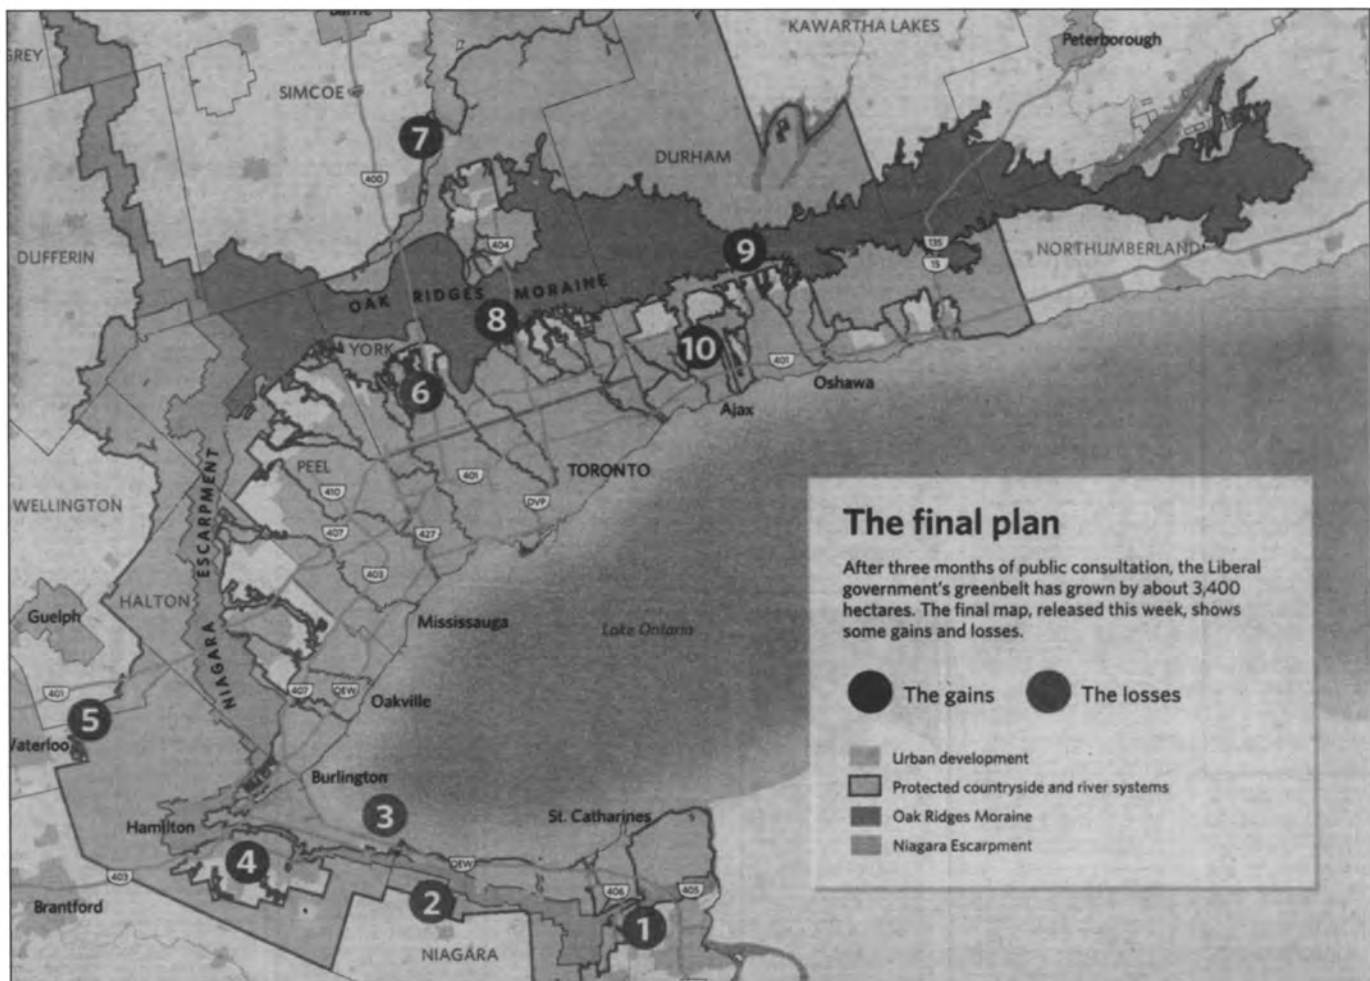 Barrie
KAWARTHA LAKES
Peterborough
GREY
SIMCOE
7
DURHAM
400
DUFFERIN
404
9
135
15
NORTHUMBERLAND
OAK RIDGES MORAINE
8
YORK
10
401
6
Oshawa
Ajax
PEEL
401
TORONTO
410
DVP
WELLINGTON
407
427
403
NIAGARA ESCARPMENT
HALTON
Guelph
Mississauga
Lake Ontario
401
407
QEW
Oakville
5
Waterloo
Burlington
3
St. Catharines
Hamilton
4
QEW
403
2
406
405
Brantford
1
NIAGARA
The final plan
After three months of public consultation, the Liberal
government's greenbelt has grown by about 3,400
hectares. The final map, released this week, shows
some gains and losses.
The gains
The losses
Urban development
Protected countryside and river systems
Oak Ridges Moraine
Niagara Escarpment